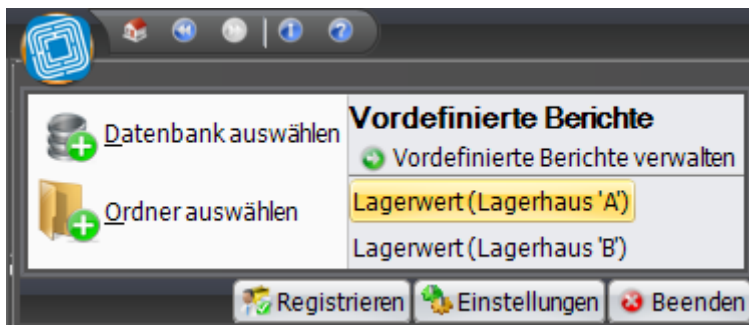 Datenbank auswählen
Ordner auswählen
Vordefinierte Berichte
Vordefinierte Berichte verwalten
Lagerwert (Lagerhaus 'A')
Lagerwert (Lagerhaus 'B')
Registrieren
Einstellungen
Beenden